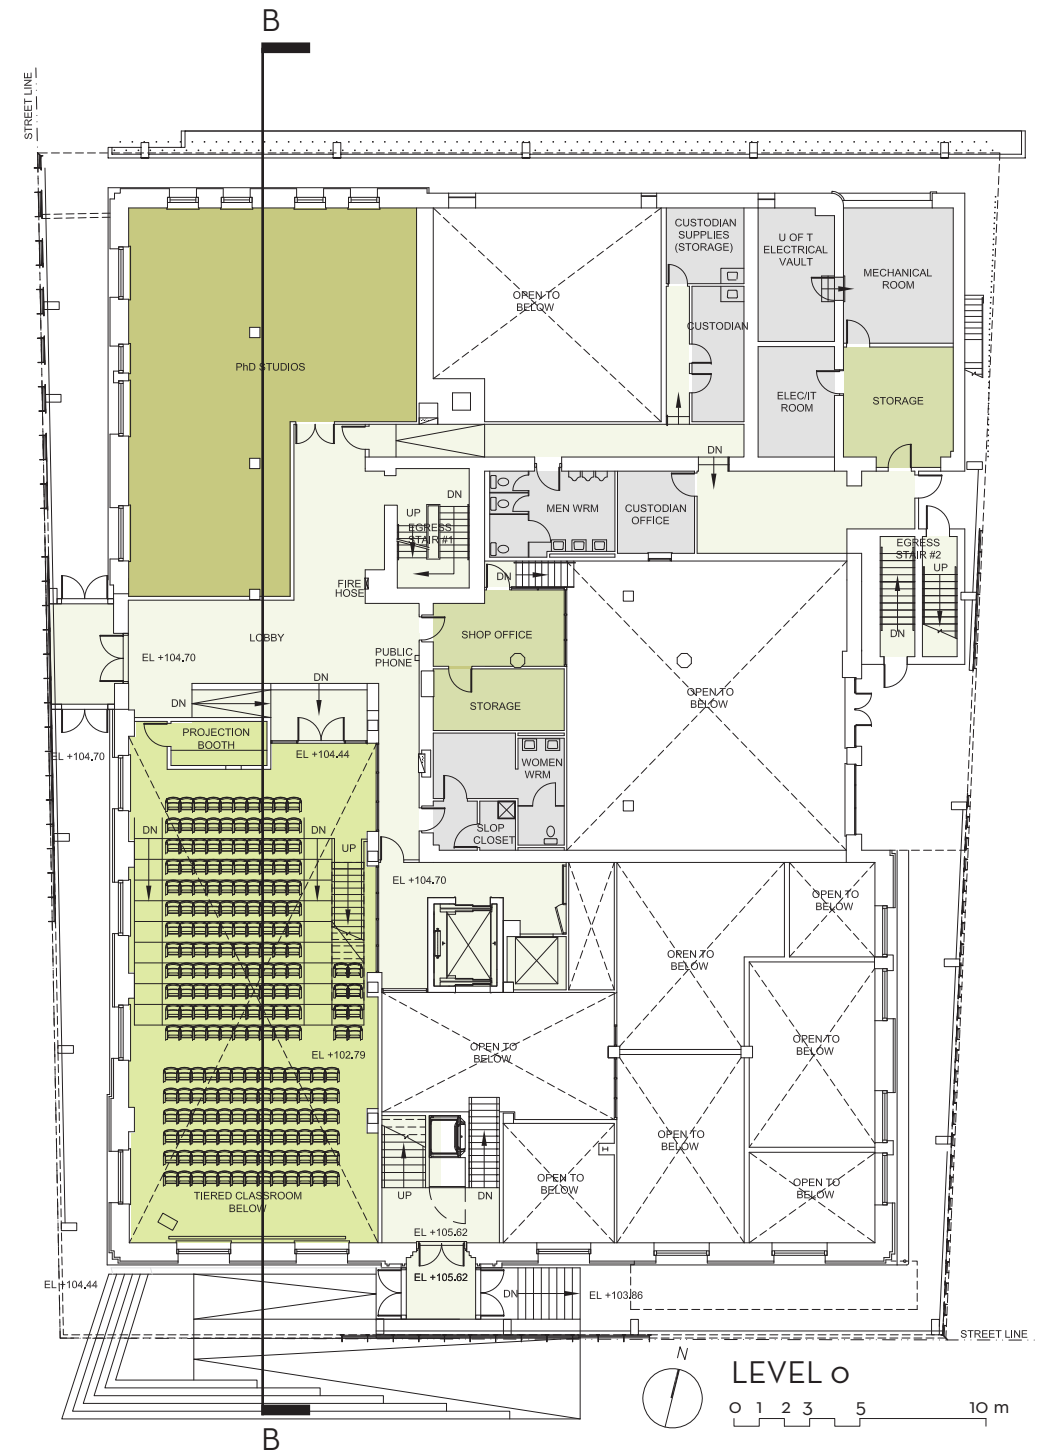 B
STREET LINE
CUSTODIAN
SUPPLIES
(STORAGE)
U OF T
ELECTRICAL
VAULT
MECHANICAL
ROOM
OPEN TO
BELOW
CUSTODIAN
PhD STUDIOS
ELEC/IT
ROOM
STORAGE
DN
DN
UP
EGRESS
STAIR #1
MEN WRM
CUSTODIAN
OFFICE
EGRESS
STAIR #2
UP
DN
FIRE
HOSE
DN
LOBBY
SHOP OFFICE
PUBLIC
PHONE
EL +104.70
DN
DN
STORAGE
OPEN TO
BELOW
PROJECTION
BOOTH
EL +104.70
EL +104.44
WOMEN
WRM
SLOP
CLOSET
DN
DN
UP
EL +104.70
OPEN TO
BELOW
OPEN TO
BELOW
OPEN TO
BELOW
OPEN TO
BELOW
EL +102.79
OPEN TO
BELOW
OPEN TO
BELOW
OPEN TO
BELOW
TIERED CLASSROOM
BELOW
UP
DN
EL +105.62
EL +105.62
EL +104.44
DN
EL +103.86
STREET LINE
N
LEVEL 0
0 1 2 3 5 10 m
B